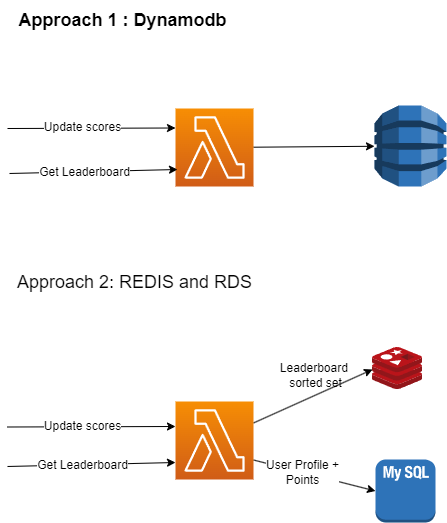 Approach 1 : Dynamodb
Update scores
Get Leaderboard
Approach 2: REDIS and RDS
Leaderboard
sorted set
Update scores
Get Leaderboard
User Profile +
Points
My SQL